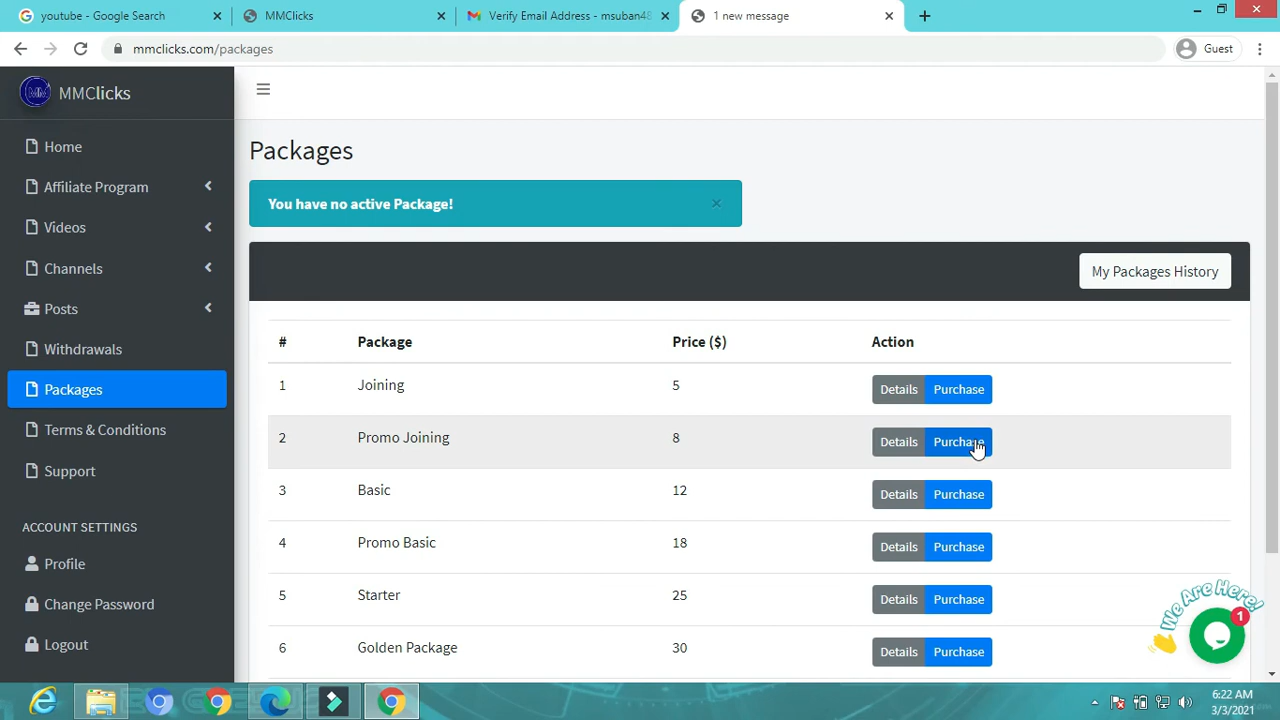 youtube - Google Search
MMClicks
Verify Email Address - msuban48
1 new message
mmclicks.com/packages
Guest
MMClicks
Home
Affiliate Program
Videos
Channels
Posts
Withdrawals
Packages
Terms & Conditions
Support
ACCOUNT SETTINGS
Profile
Change Password
Logout
Packages
You have no active Package!
My Packages History
# Package Price ($) Action
1 Joining 5 Details Purchase
2 Promo Joining 8 Details Purchase
3 Basic 12 Details Purchase
4 Promo Basic 18 Details Purchase
5 Starter 25 Details Purchase
6 Golden Package 30 Details Purchase
We Are Here!
1
6:22 AM
3/3/2021